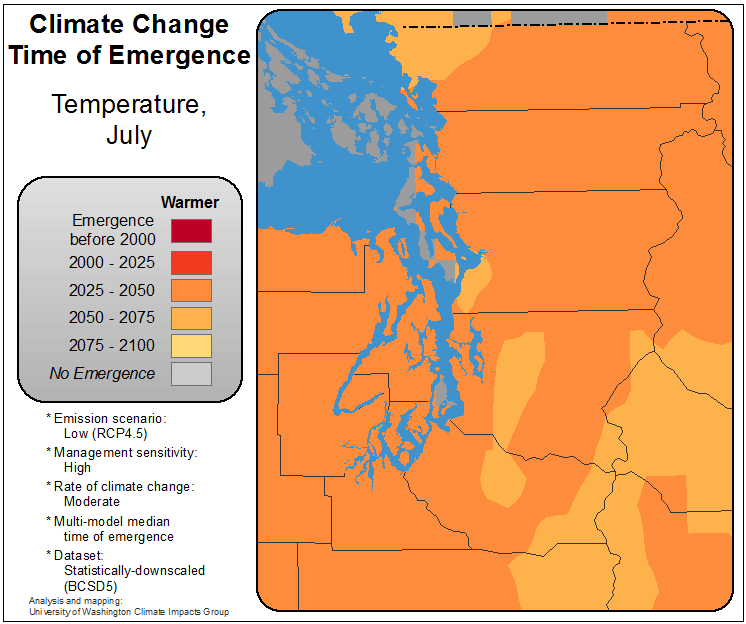 Climate Change
Time of Emergence
Temperature,
July
Warmer
Emergence
before 2000
2000 - 2025
2025 - 2050
2050 - 2075
2075 - 2100
No Emergence
* Emission scenario:
Low (RCP4.5)
* Management sensitivity:
High
* Rate of climate change:
Moderate
* Multi-model median
time of emergence
* Dataset:
Statistically-downscaled
(BCSD5)
Analysis and mapping:
University of Washington Climate Impacts Group